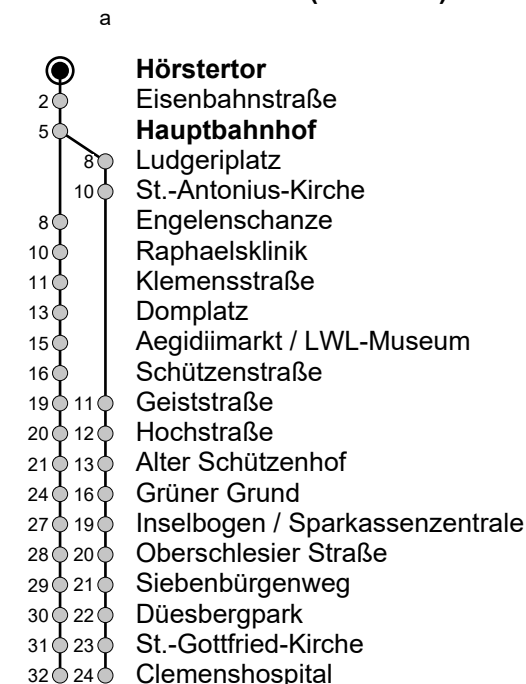 a
Hörstertor
2 Eisenbahnstraße
5 Hauptbahnhof
8 Ludgeriplatz
10 St.-Antonius-Kirche
8 Engelenschanze
10 Raphaelsklinik
11 Klemensstraße
13 Domplatz
15 Aegidiimarkt / LWL-Museum
16 Schützenstraße
19 11 Geiststraße
20 12 Hochstraße
21 13 Alter Schützenhof
24 16 Grüner Grund
27 19 Inselbogen / Sparkassenzentrale
28 20 Oberschlesier Straße
29 21 Siebenbürgenweg
30 22 Düesbergpark
31 23 St.-Gottfried-Kirche
32 24 Clemenshospital